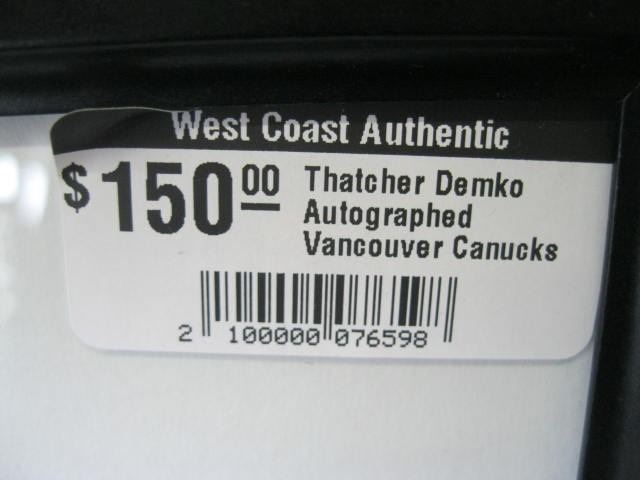 West Coast Authentic
$150.00 Thatcher Demko
Autographed
Vancouver Canucks
2 100000 076598